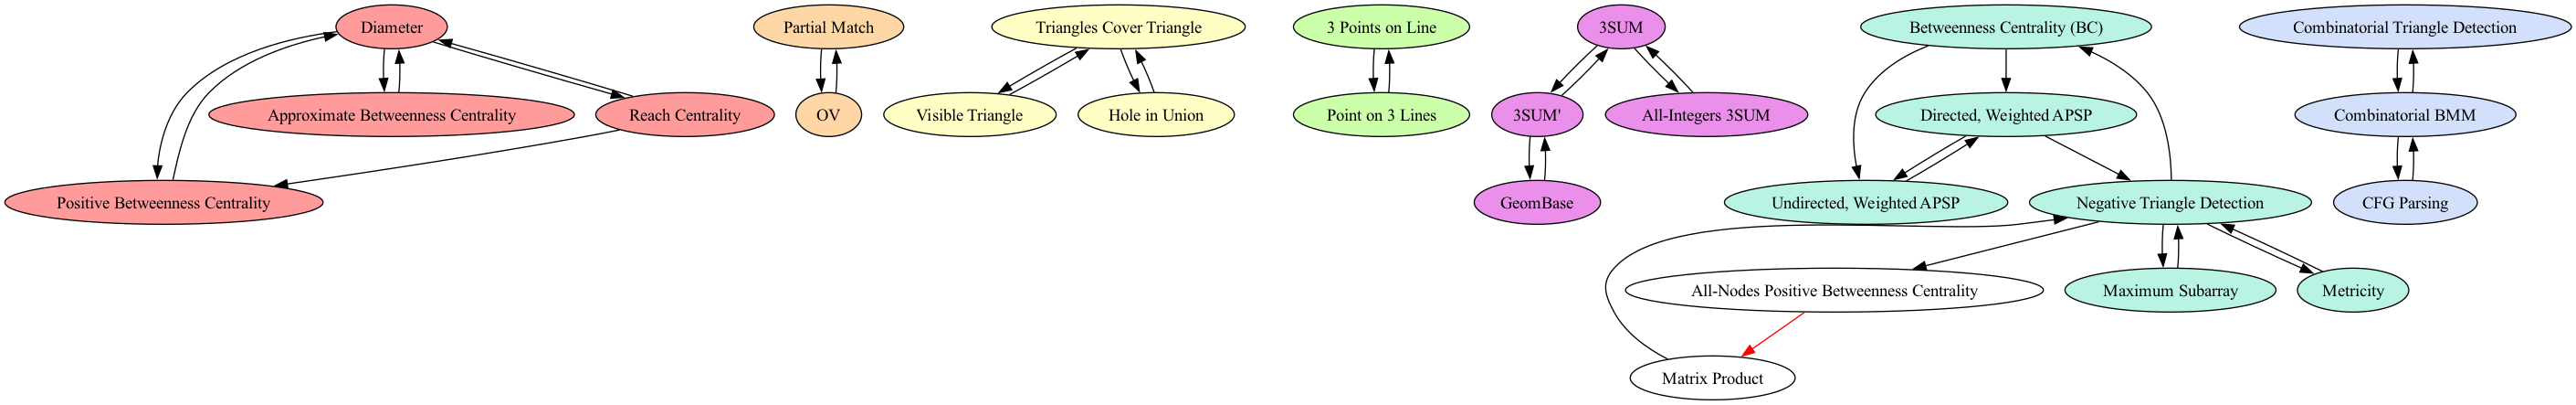 Diameter
Partial Match
Triangles Cover Triangle
3 Points on Line
3SUM
Betweenness Centrality (BC)
Combinatorial Triangle Detection
Approximate Betweenness Centrality
Reach Centrality
OV
Visible Triangle
Hole in Union
Point on 3 Lines
3SUM'
All-Integers 3SUM
Directed, Weighted APSP
Combinatorial BMM
Positive Betweenness Centrality
GeomBase
Undirected, Weighted APSP
Negative Triangle Detection
CFG Parsing
All-Nodes Positive Betweenness Centrality
Maximum Subarray
Metricity
Matrix Product